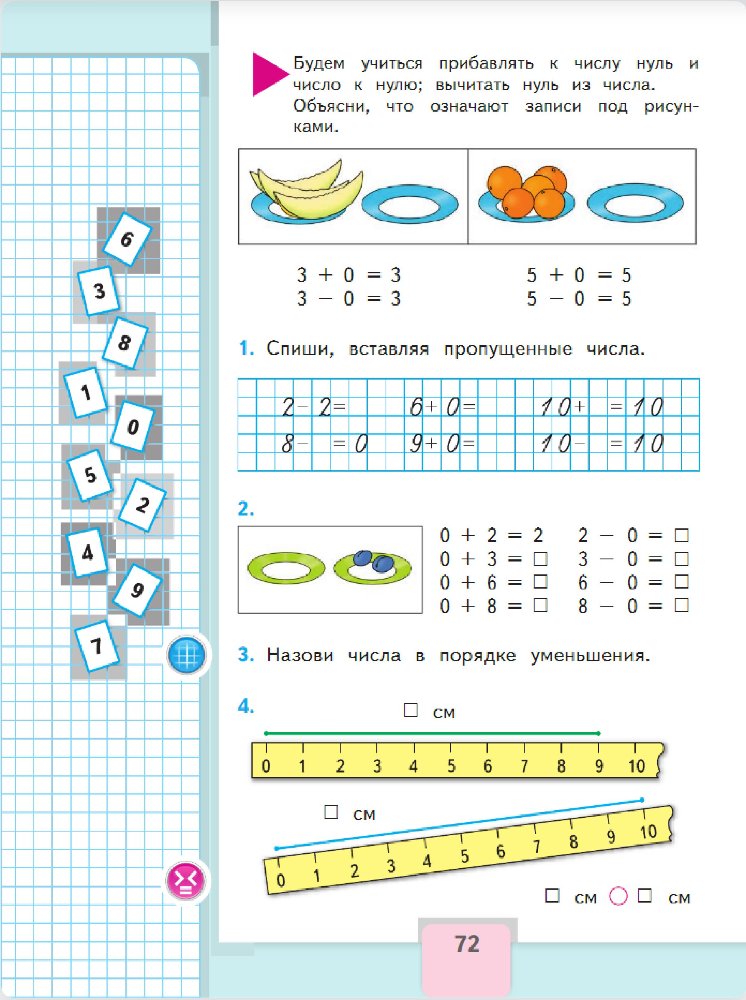 Будем учиться прибавлять к числу нуль и
число к нулю; вычитать нуль из числа.
Объясни, что означают записи под рисун-
ками.
3 + 0 = 3
3 − 0 = 3
5 + 0 = 5
5 − 0 = 5
1. Спиши, вставляя пропущенные числа.
2− 2= 6+ 0= 10+ = 10
8− = 0 9+ 0= 10− = 10
2.
0 + 2 = 2 2 − 0 = □
0 + 3 = □ 3 − 0 = □
0 + 6 = □ 6 − 0 = □
0 + 8 = □ 8 − 0 = □
3. Назови числа в порядке уменьшения.
6
3
8
1
0
5
2
4
9
7
4.
□ см
0 1 2 3 4 5 6 7 8 9 10
□ см
0 1 2 3 4 5 6 7 8 9 10
> < =
□ см ○ □ см
72